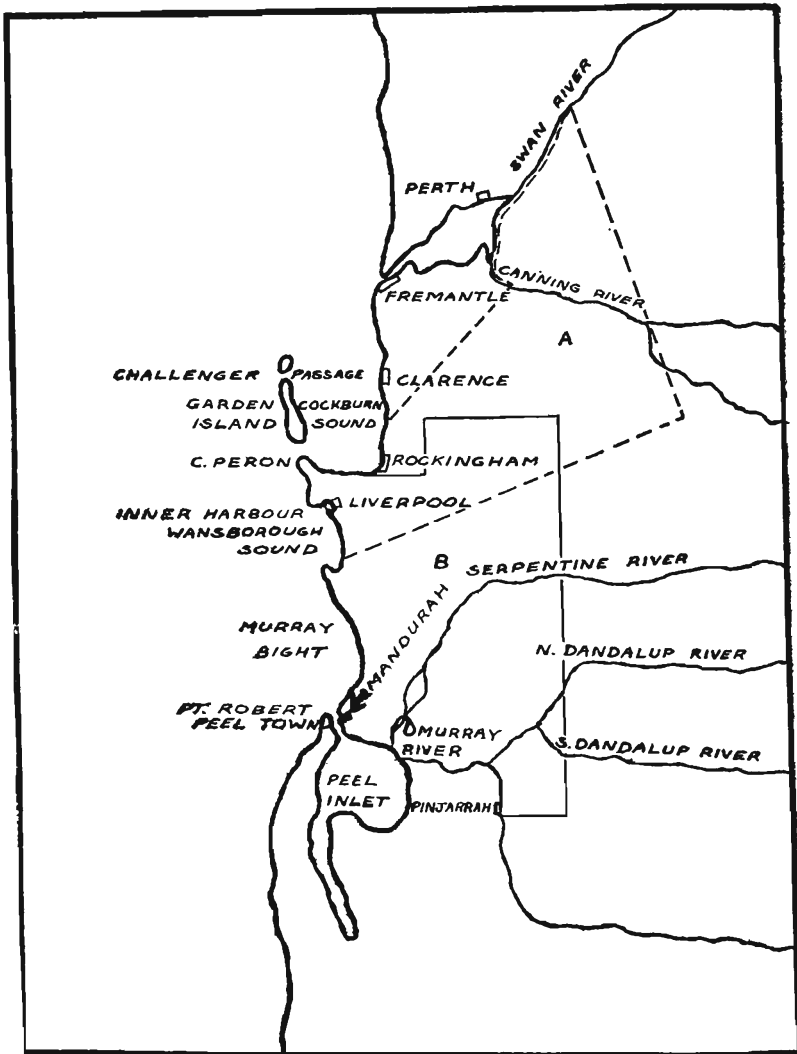 SWAN RIVER
PERTH
CANNING RIVER
FREMANTLE
A
CHALLENGER PASSAGE
CLARENCE
GARDEN
ISLAND
COCKBURN
SOUND
C. PERON
ROCKINGHAM
LIVERPOOL
INNER HARBOUR
WANSBOROUGH
SOUND
B
SERPENTINE RIVER
MANDURAH
MURRAY
BIGHT
N. DANDALUP RIVER
PT. ROBERT
PEEL TOWN
MURRAY
RIVER
S. DANDALUP RIVER
PEEL
INLET
PINJARRAH